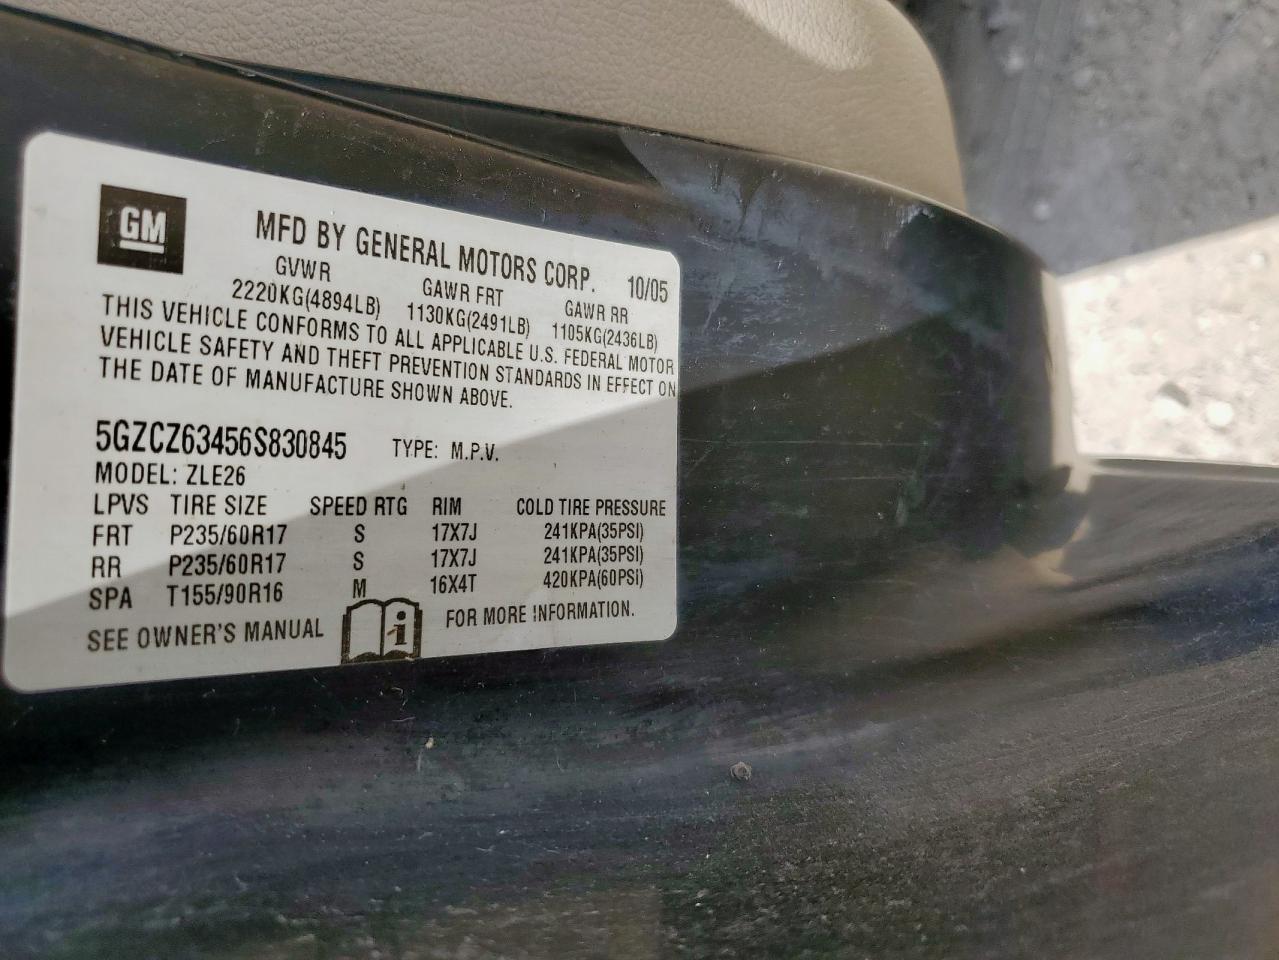 GM
MFD BY GENERAL MOTORS CORP. 10/05
GVWR GAWR FRT GAWR RR
2220KG(4894LB) 1130KG(2491LB) 1105KG(2436LB)
THIS VEHICLE CONFORMS TO ALL APPLICABLE U.S. FEDERAL MOTOR
VEHICLE SAFETY AND THEFT PREVENTION STANDARDS IN EFFECT ON
THE DATE OF MANUFACTURE SHOWN ABOVE.
5GZCZ63456S830845 TYPE: M.P.V.
MODEL: ZLE26
LPVS TIRE SIZE SPEED RTG RIM COLD TIRE PRESSURE
FRT P235/60R17 S 17X7J 241KPA(35PSI)
RR P235/60R17 S 17X7J 241KPA(35PSI)
SPA T155/90R16 M 16X4T 420KPA(60PSI)
SEE OWNER'S MANUAL i FOR MORE INFORMATION.